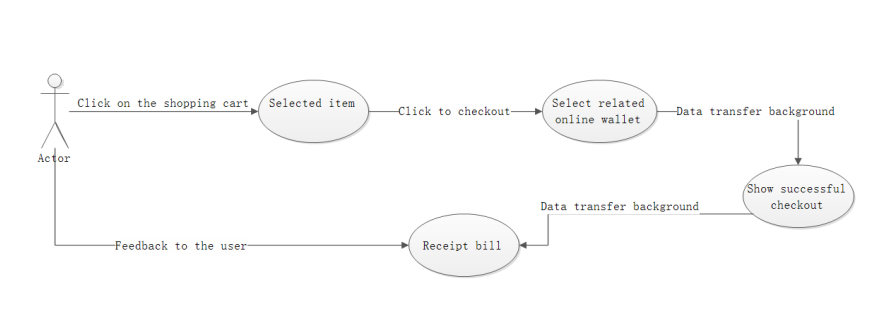 Click on the shopping cart
Selected item
Click to checkout
Select related
online wallet
Data transfer background
Actor
Show successful
checkout
Data transfer background
Feedback to the user
Receipt bill